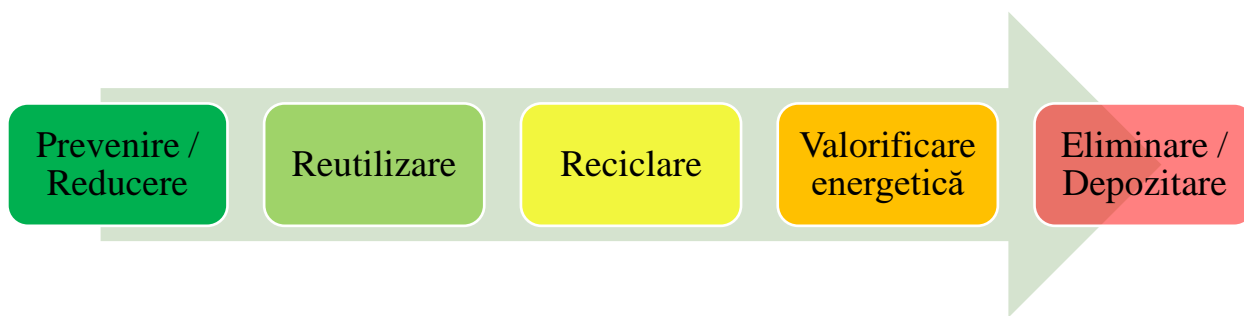 Prevenire /
Reducere
Reutilizare
Reciclare
Valorificare
energetică
Eliminare /
Depozitare